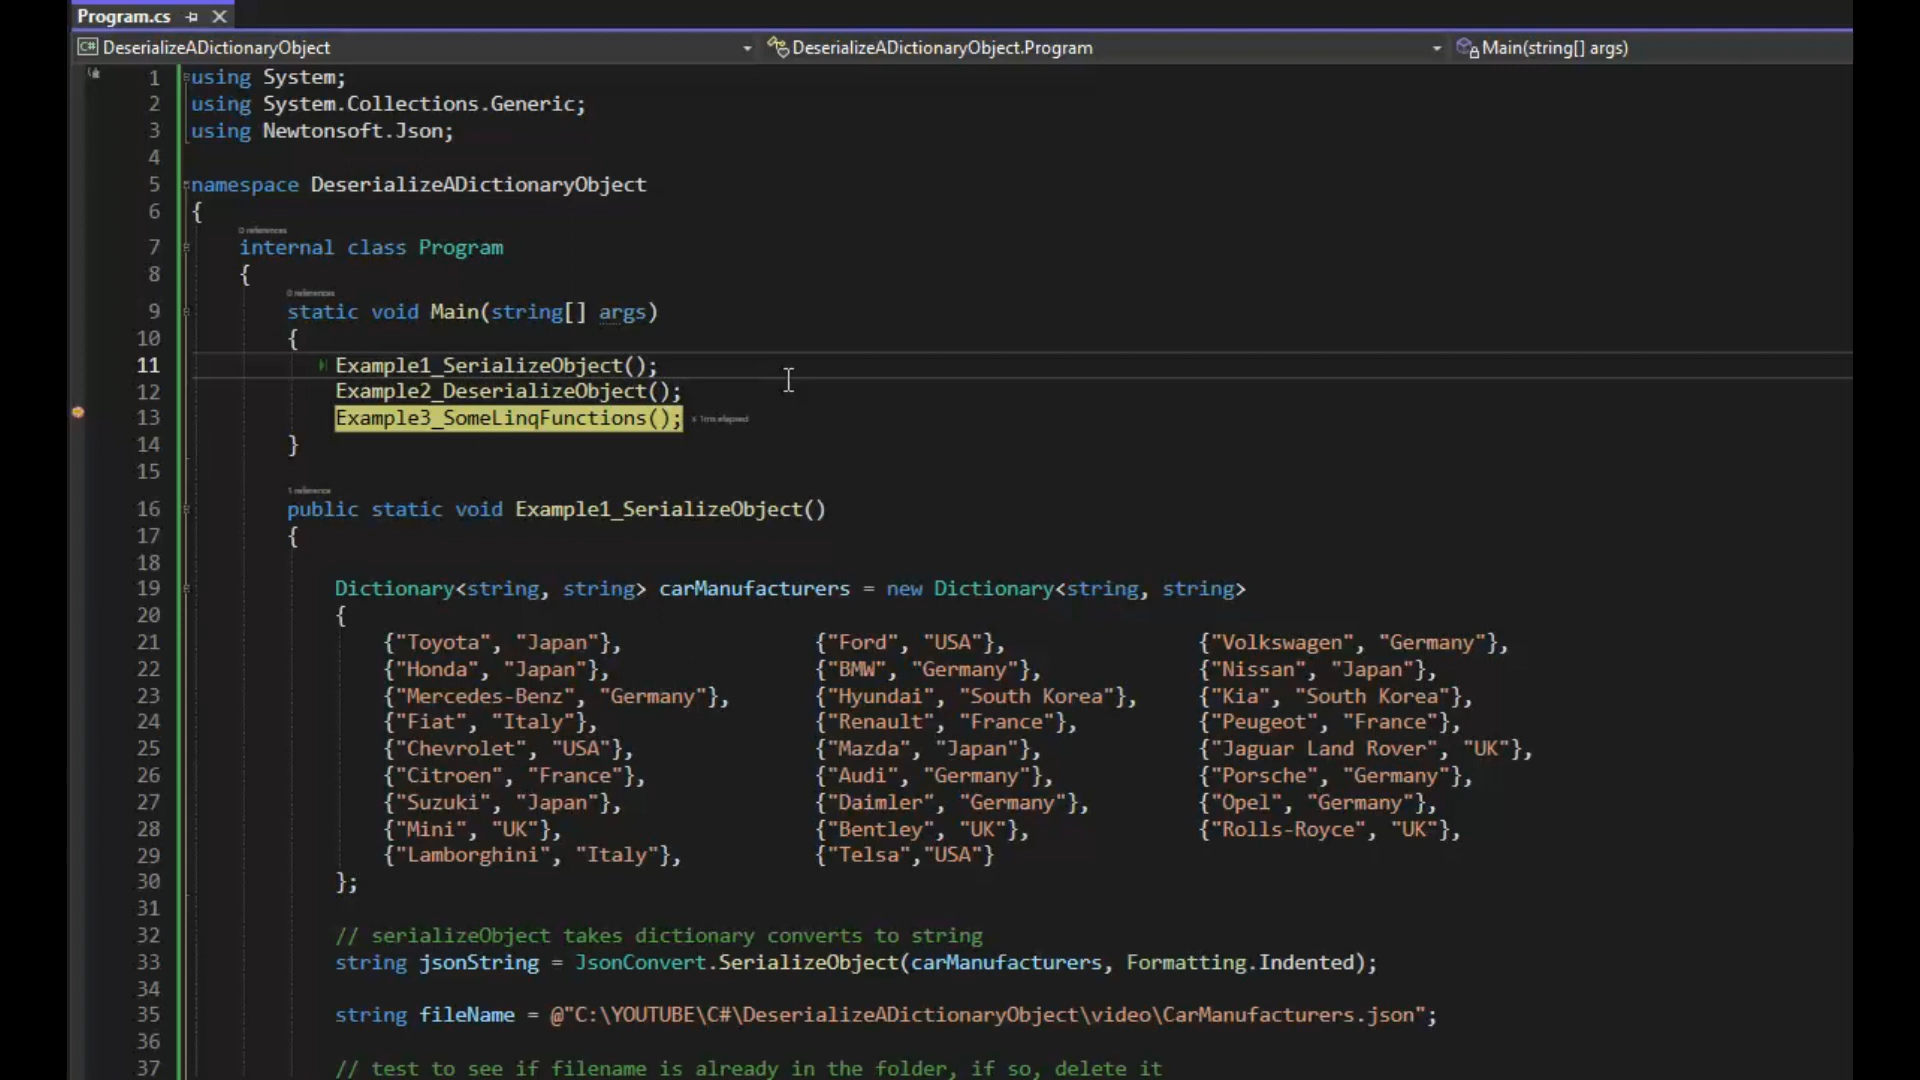 Program.cs
DeserializeADictionaryObject DeserializeADictionaryObject.Program Main(string[] args)
1 using System;
2 using System.Collections.Generic;
3 using Newtonsoft.Json;
4
5 namespace DeserializeADictionaryObject
6 {
0 references
7 internal class Program
8 {
0 references
9 static void Main(string[] args)
10 {
11 Example1_SerializeObject();
12 Example2_DeserializeObject();
13 Example3_SomeLinqFunctions(); ≤ 1ms elapsed
14 }
15
1 reference
16 public static void Example1_SerializeObject()
17 {
18
19 Dictionary<string, string> carManufacturers = new Dictionary<string, string>
20 {
21 {"Toyota", "Japan"}, {"Ford", "USA"}, {"Volkswagen", "Germany"},
22 {"Honda", "Japan"}, {"BMW", "Germany"}, {"Nissan", "Japan"},
23 {"Mercedes-Benz", "Germany"}, {"Hyundai", "South Korea"}, {"Kia", "South Korea"},
24 {"Fiat", "Italy"}, {"Renault", "France"}, {"Peugeot", "France"},
25 {"Chevrolet", "USA"}, {"Mazda", "Japan"}, {"Jaguar Land Rover", "UK"},
26 {"Citroen", "France"}, {"Audi", "Germany"}, {"Porsche", "Germany"},
27 {"Suzuki", "Japan"}, {"Daimler", "Germany"}, {"Opel", "Germany"},
28 {"Mini", "UK"}, {"Bentley", "UK"}, {"Rolls-Royce", "UK"},
29 {"Lamborghini", "Italy"}, {"Telsa","USA"}
30 };
31
32 // serializeObject takes dictionary converts to string
33 string jsonString = JsonConvert.SerializeObject(carManufacturers, Formatting.Indented);
34
35 string fileName = @"C:\YOUTUBE\C#\DeserializeADictionaryObject\video\CarManufacturers.json";
36
37 // test to see if filename is already in the folder, if so, delete it